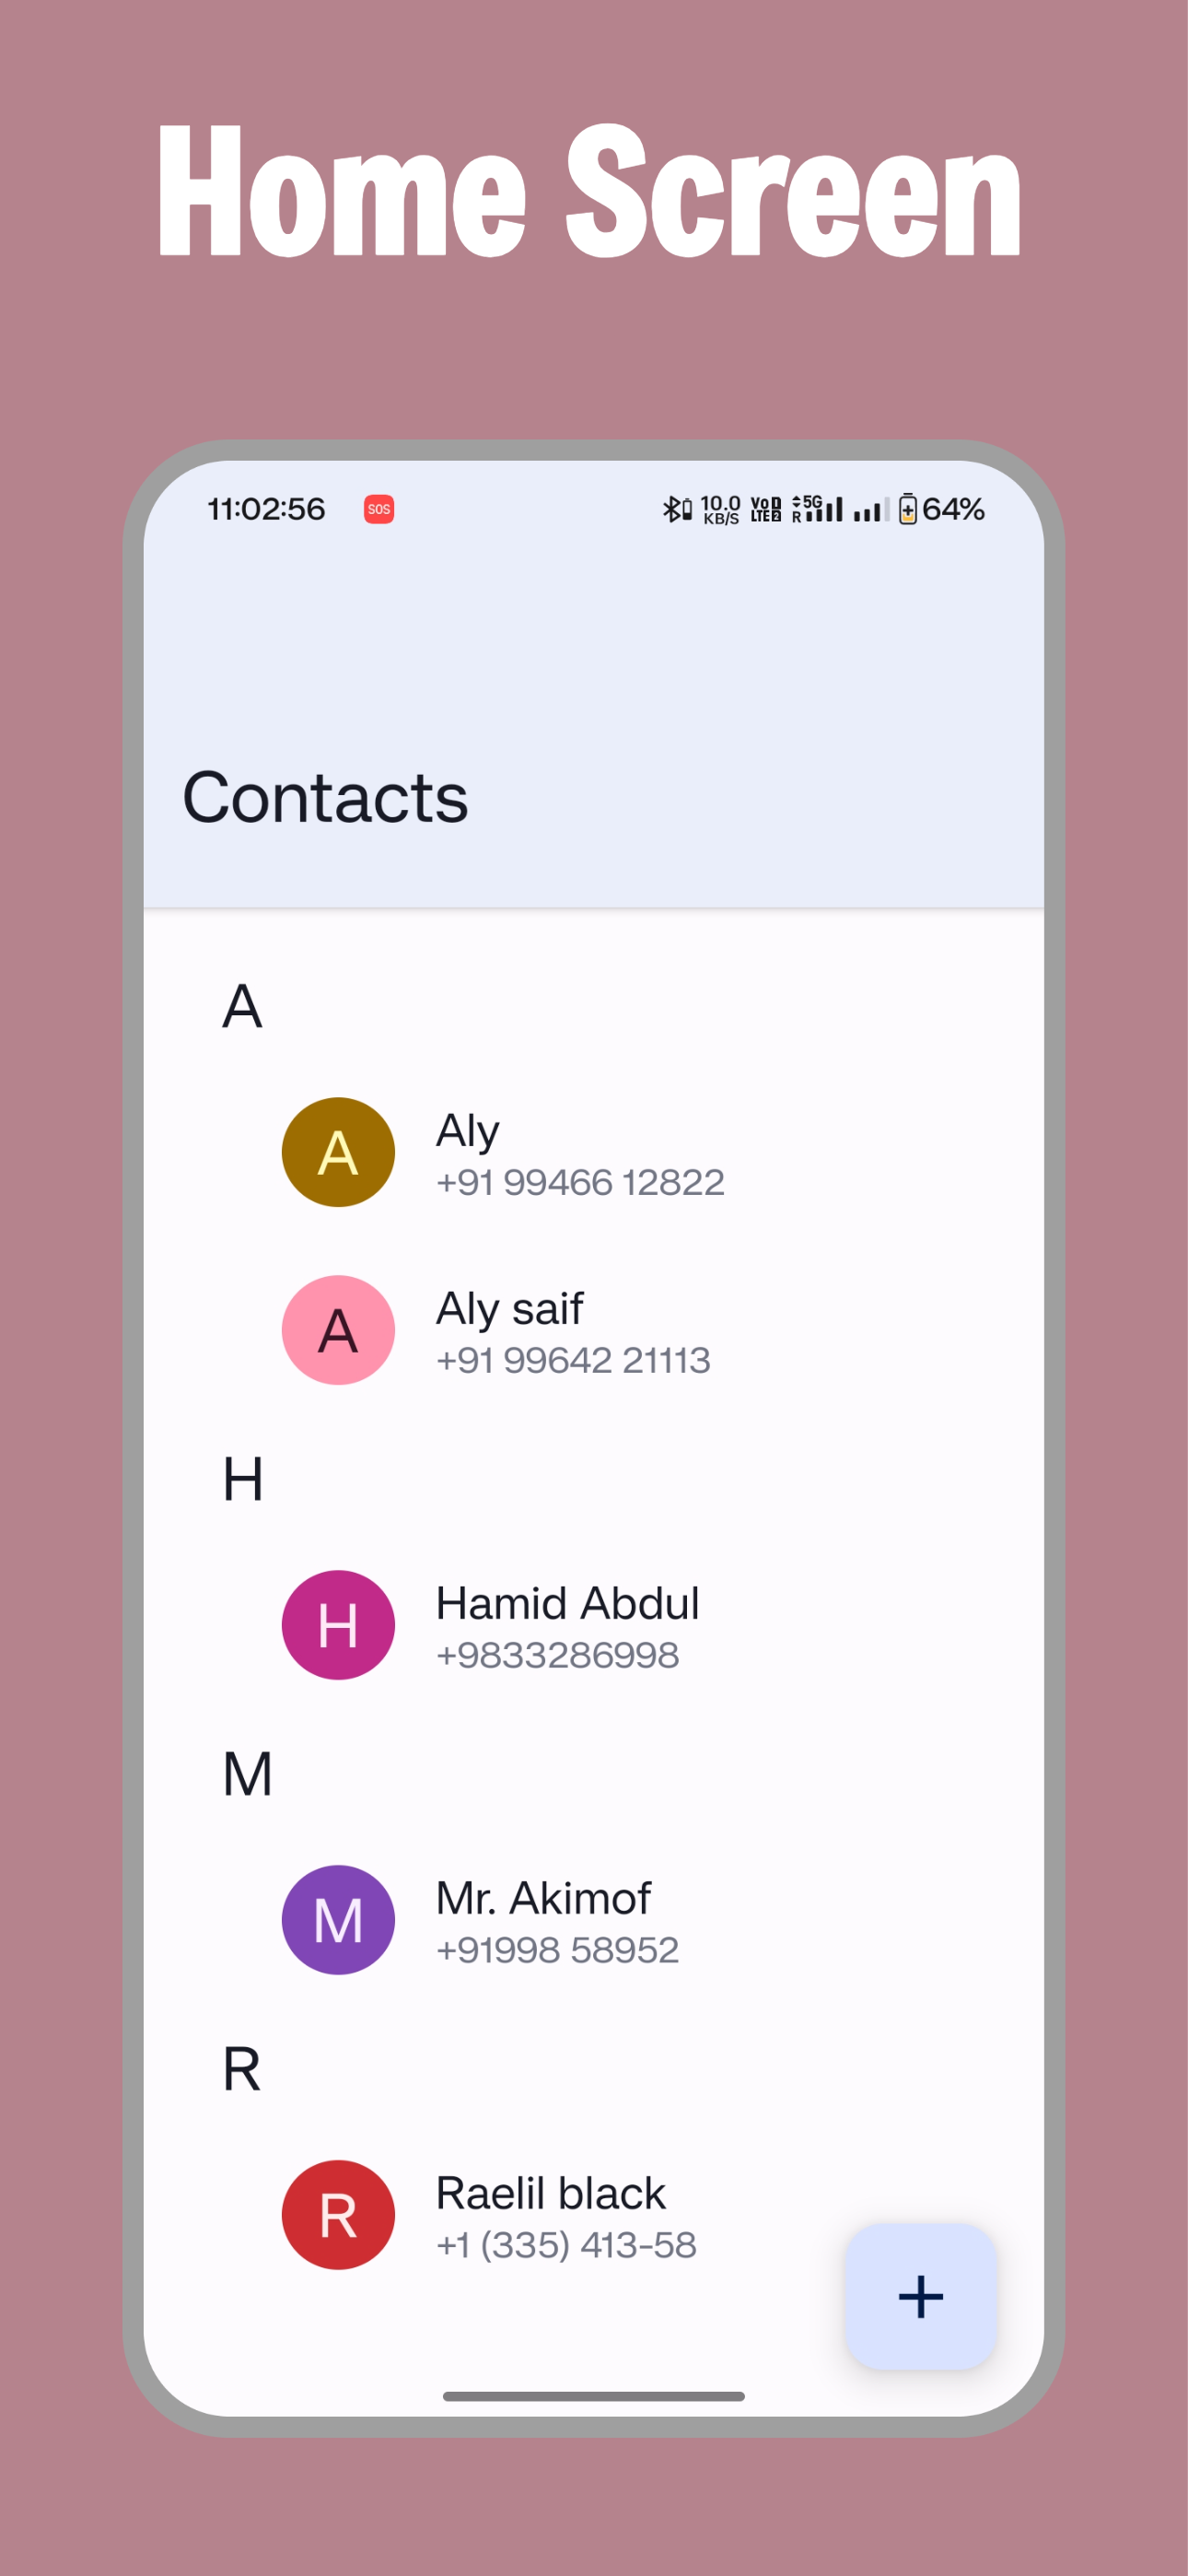 Home Screen
11:02:56 SOS 10.0 KB/S VoD LTE2 5G R 64%
Contacts
A
A Aly
+91 99466 12822
A Aly saif
+91 99642 21113
H
H Hamid Abdul
+9833286998
M
M Mr. Akimof
+91998 58952
R
R Raelil black
+1 (335) 413-58
+